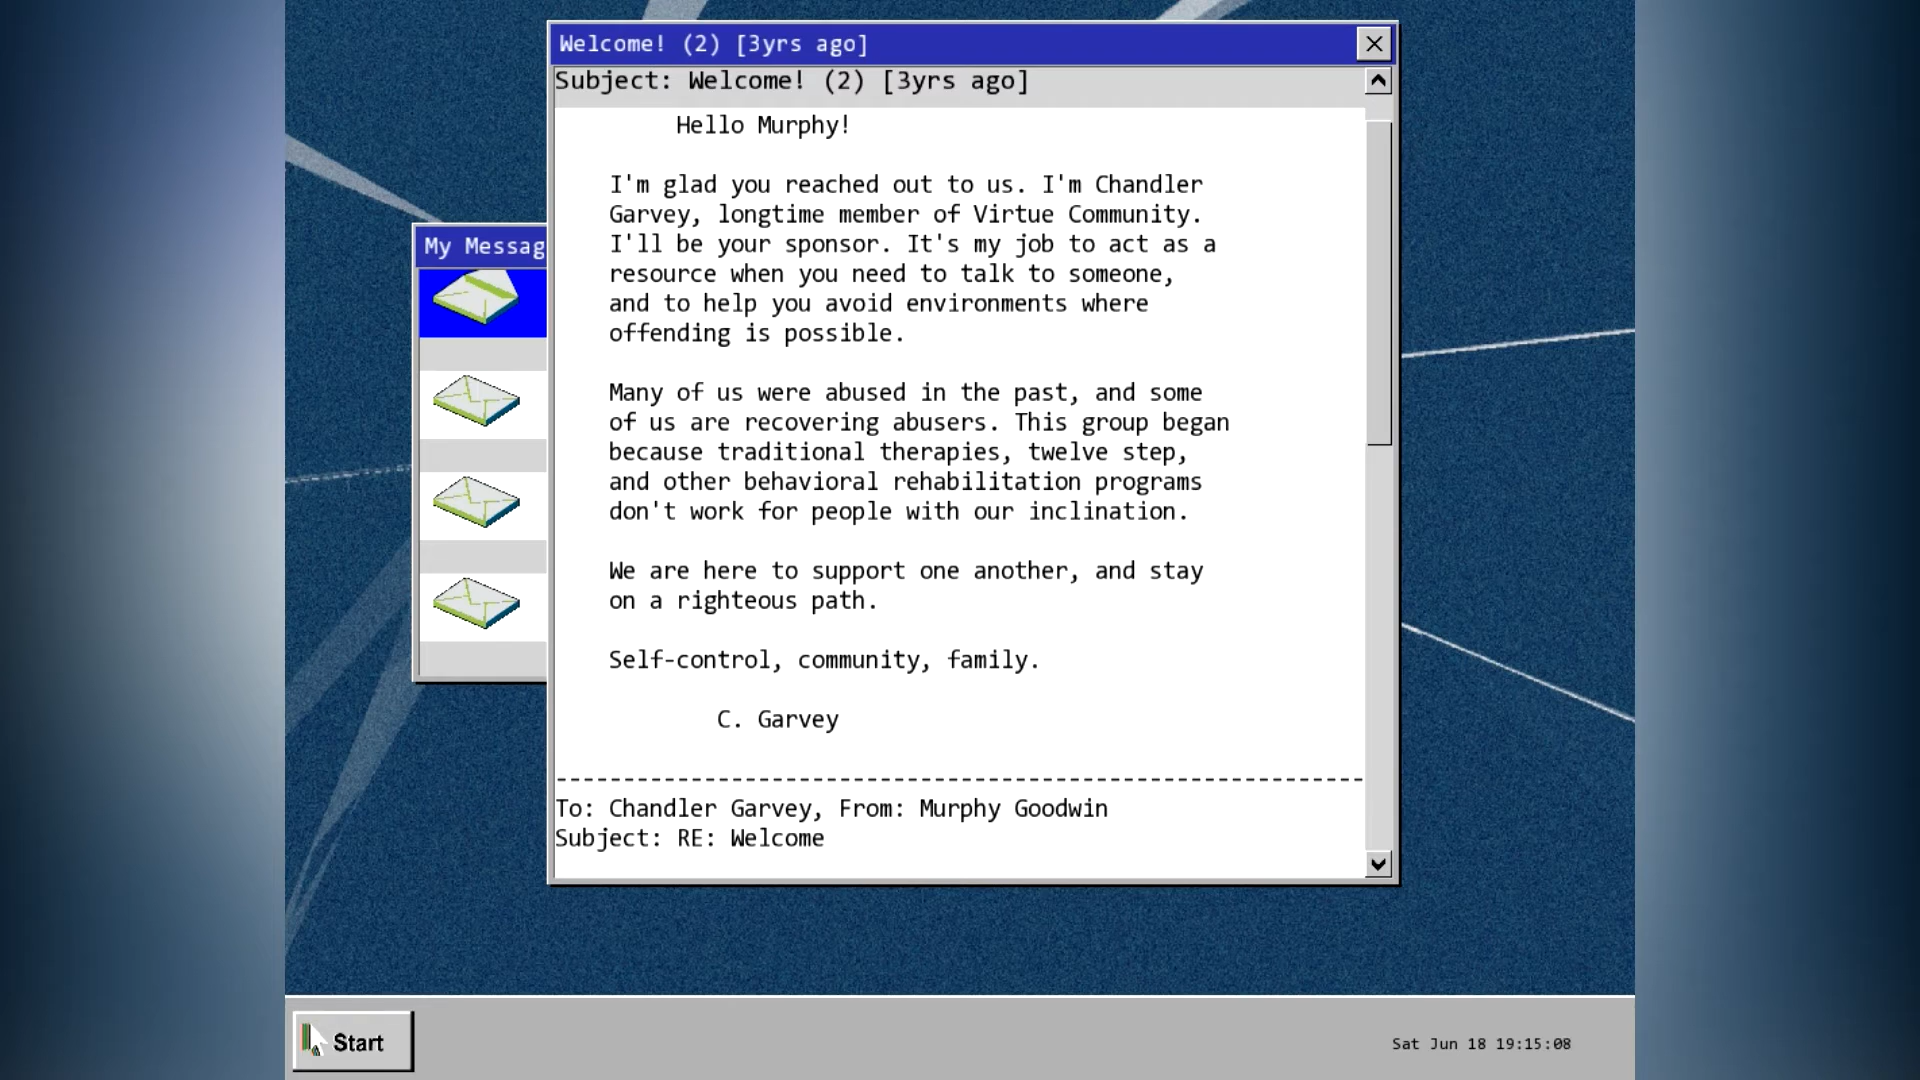 Welcome! (2) [3yrs ago]
Subject: Welcome! (2) [3yrs ago]
Hello Murphy!
I'm glad you reached out to us. I'm Chandler
Garvey, longtime member of Virtue Community.
I'll be your sponsor. It's my job to act as a
resource when you need to talk to someone,
and to help you avoid environments where
offending is possible.
Many of us were abused in the past, and some
of us are recovering abusers. This group began
because traditional therapies, twelve step,
and other behavioral rehabilitation programs
don't work for people with our inclination.
We are here to support one another, and stay
on a righteous path.
Self-control, community, family.
C. Garvey
--------------------------------------------------------------
To: Chandler Garvey, From: Murphy Goodwin
Subject: RE: Welcome
My Messag
Start
Sat Jun 18 19:15:08